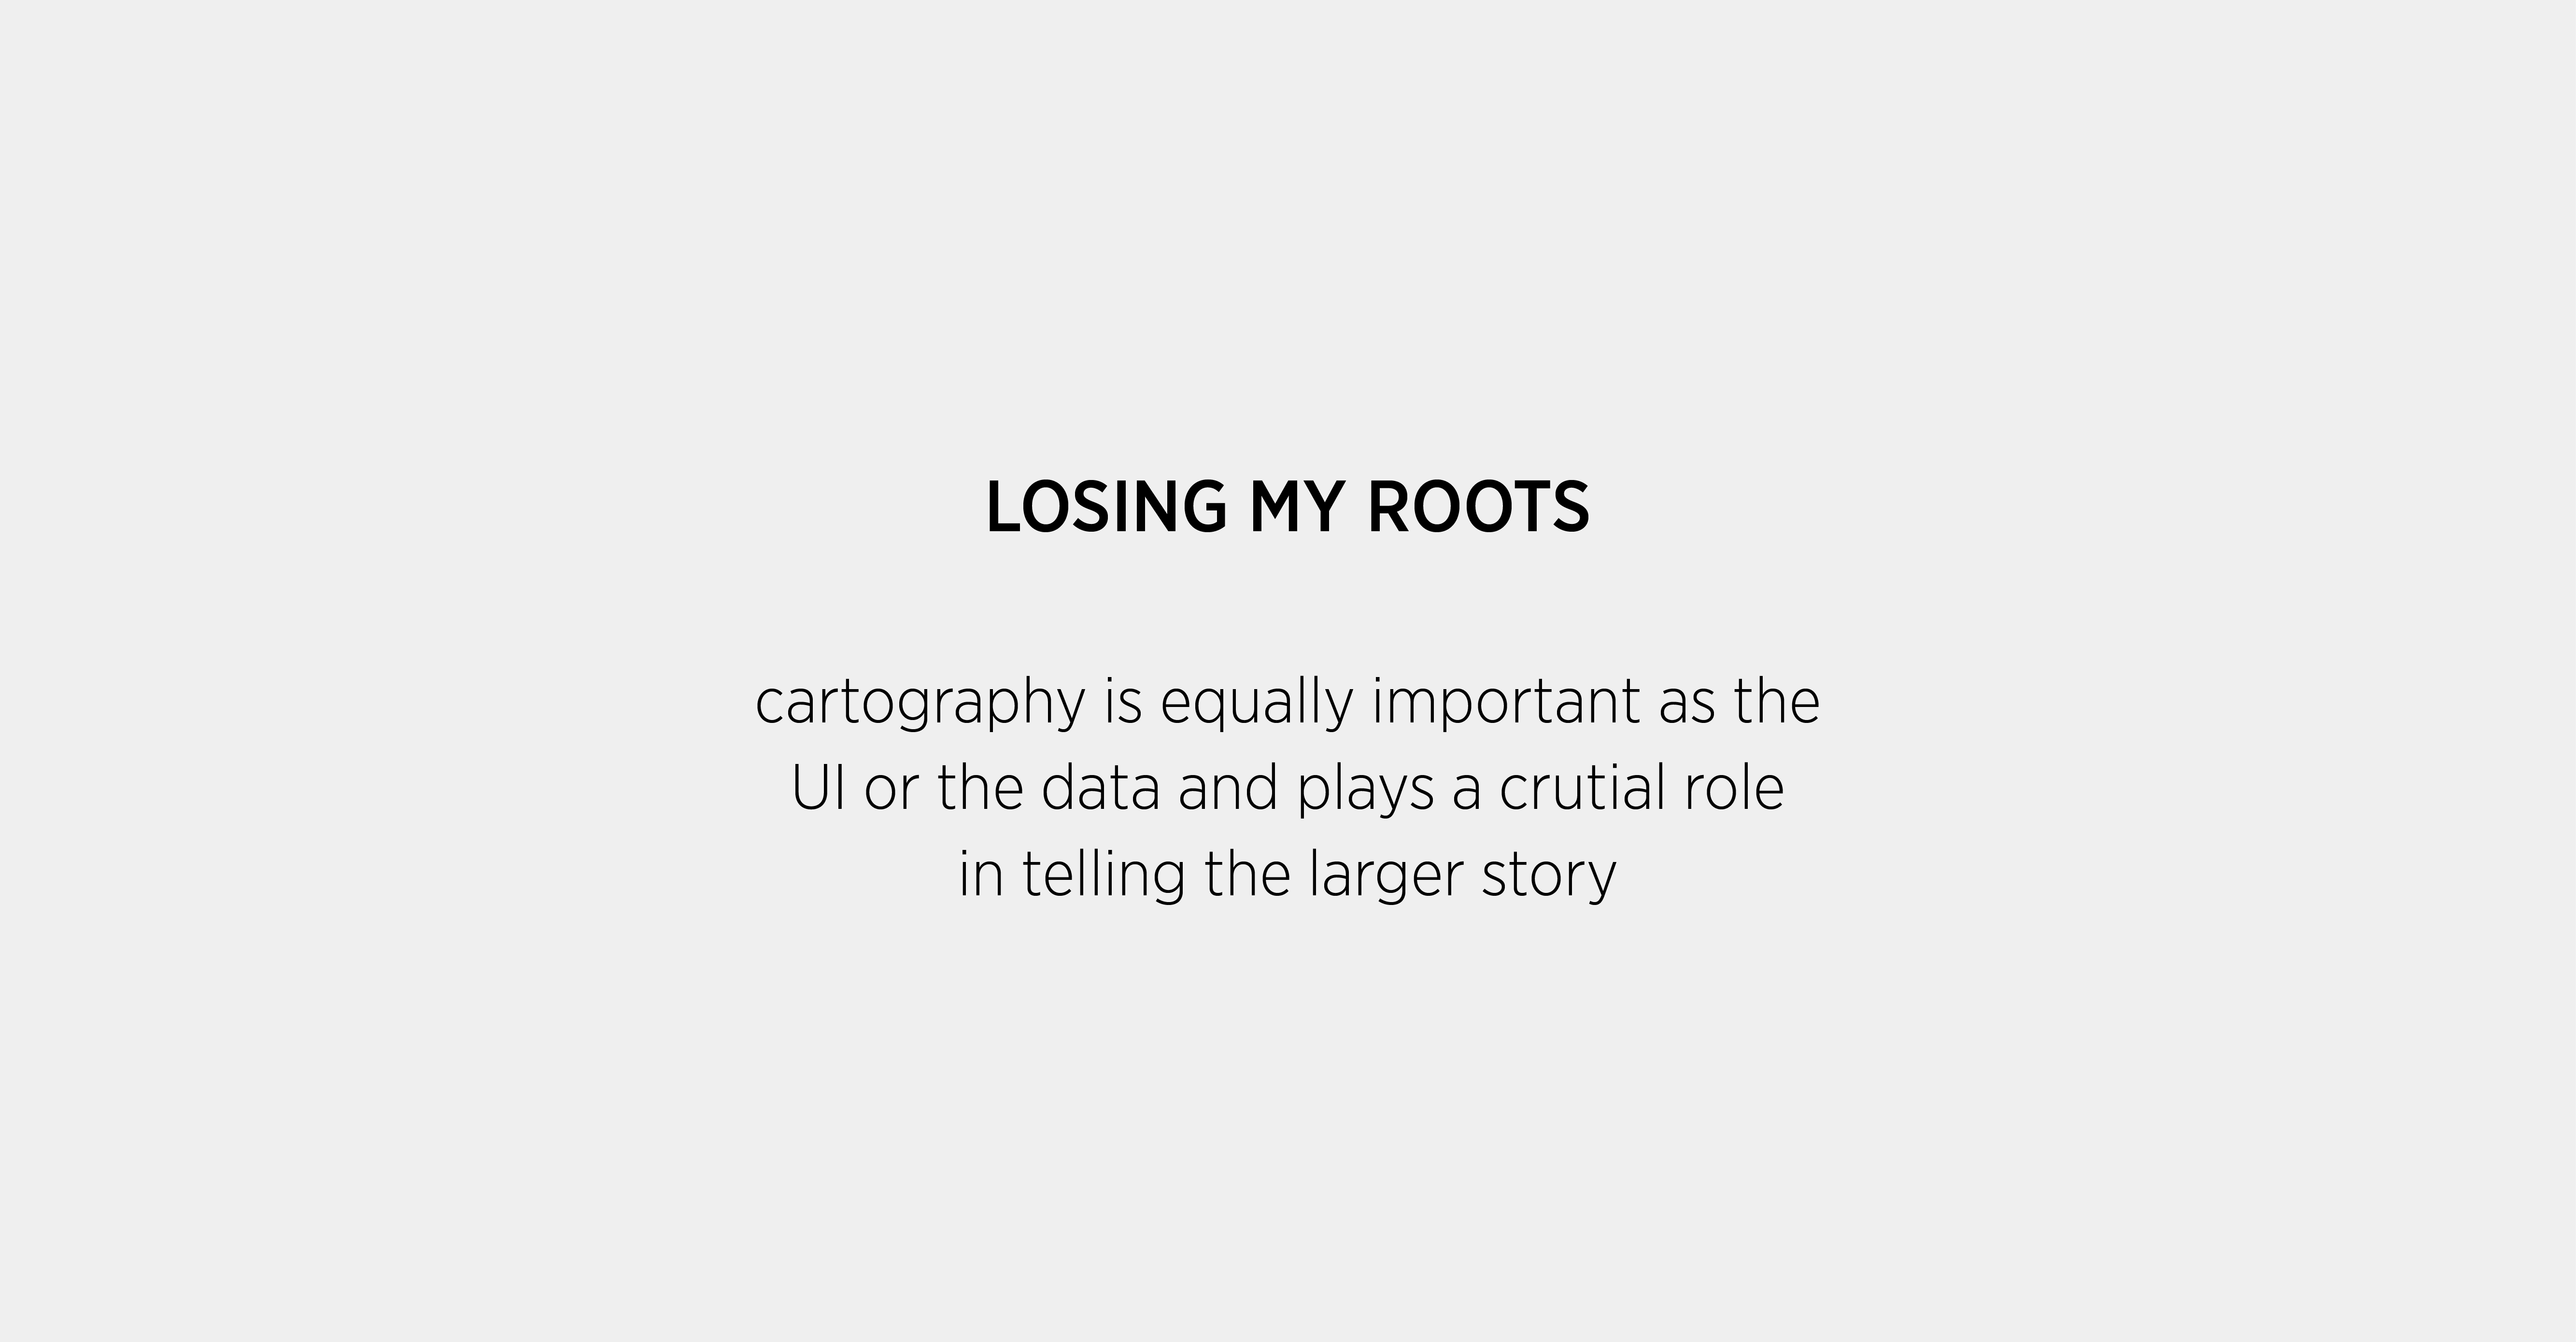 LOSING MY ROOTS
cartography is equally important as the
UI or the data and plays a crutial role
in telling the larger story